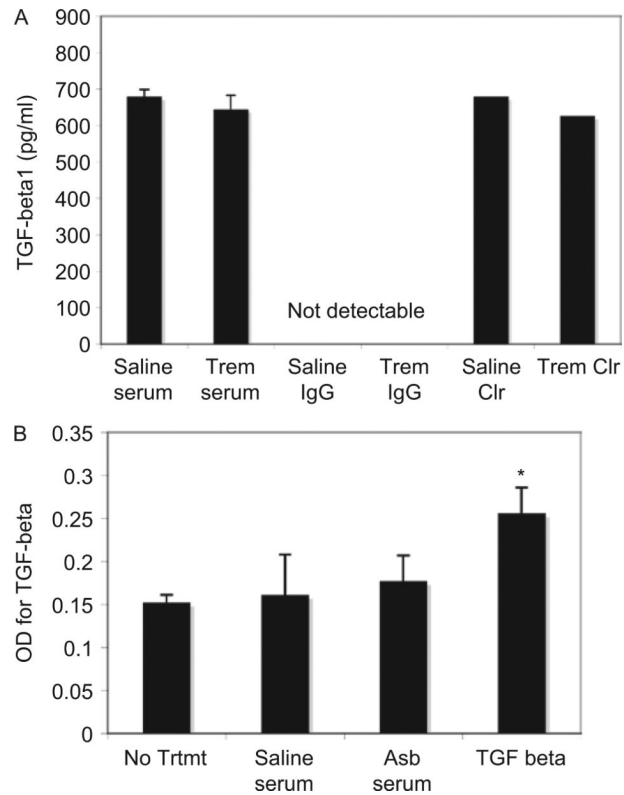 A
TGF-beta1 (pg/ml)
900
800
700
600
500
400
300
200
100
0
Not detectable
Saline serum
Trem serum
Saline IgG
Trem IgG
Saline Clr
Trem Clr
B
OD for TGF-beta
0.35
0.3
0.25
0.2
0.15
0.1
0.05
0
*
No Trtmt
Saline serum
Asb serum
TGF beta